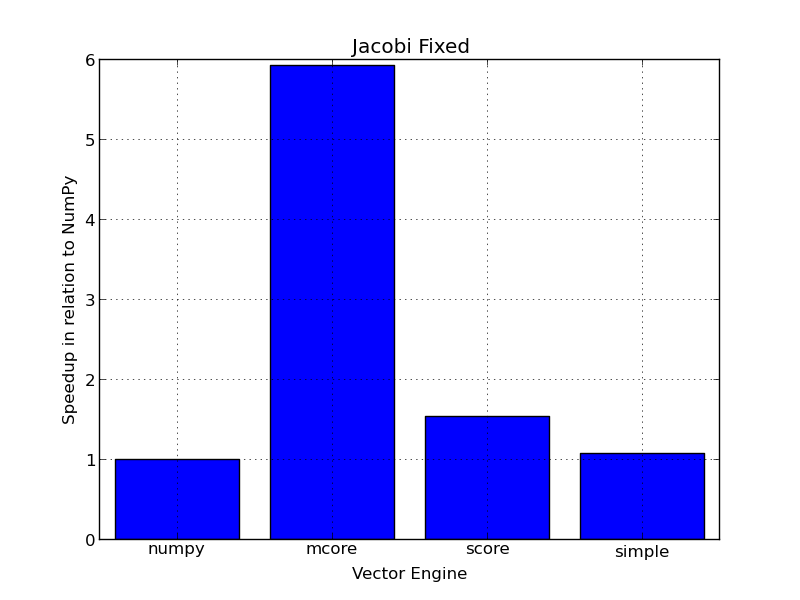 Jacobi Fixed
Speedup in relation to NumPy
6
5
4
3
2
1
0
numpy mcore score simple
Vector Engine